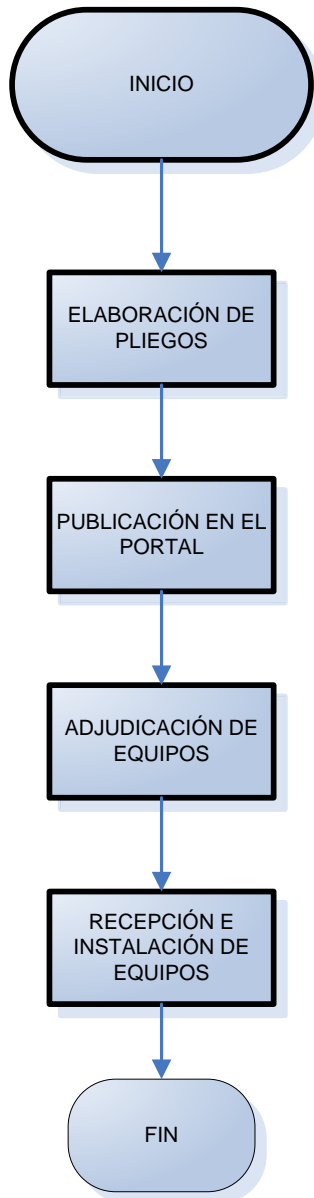 INICIO
ELABORACIÓN DE
PLIEGOS
PUBLICACIÓN EN EL
PORTAL
ADJUDICACIÓN DE
EQUIPOS
RECEPCIÓN E
INSTALACIÓN DE
EQUIPOS
FIN